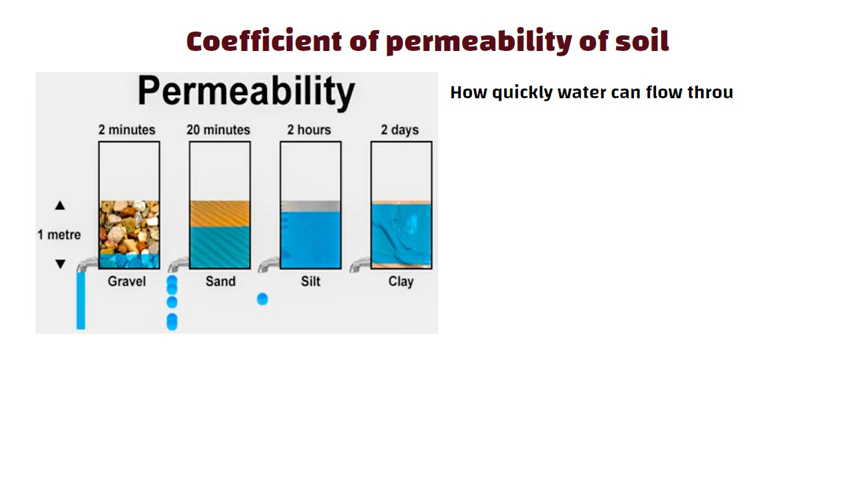 Coefficient of permeability of soil
Permeability
How quickly water can flow throu
2 minutes 20 minutes 2 hours 2 days
1 metre
Gravel Sand Silt Clay